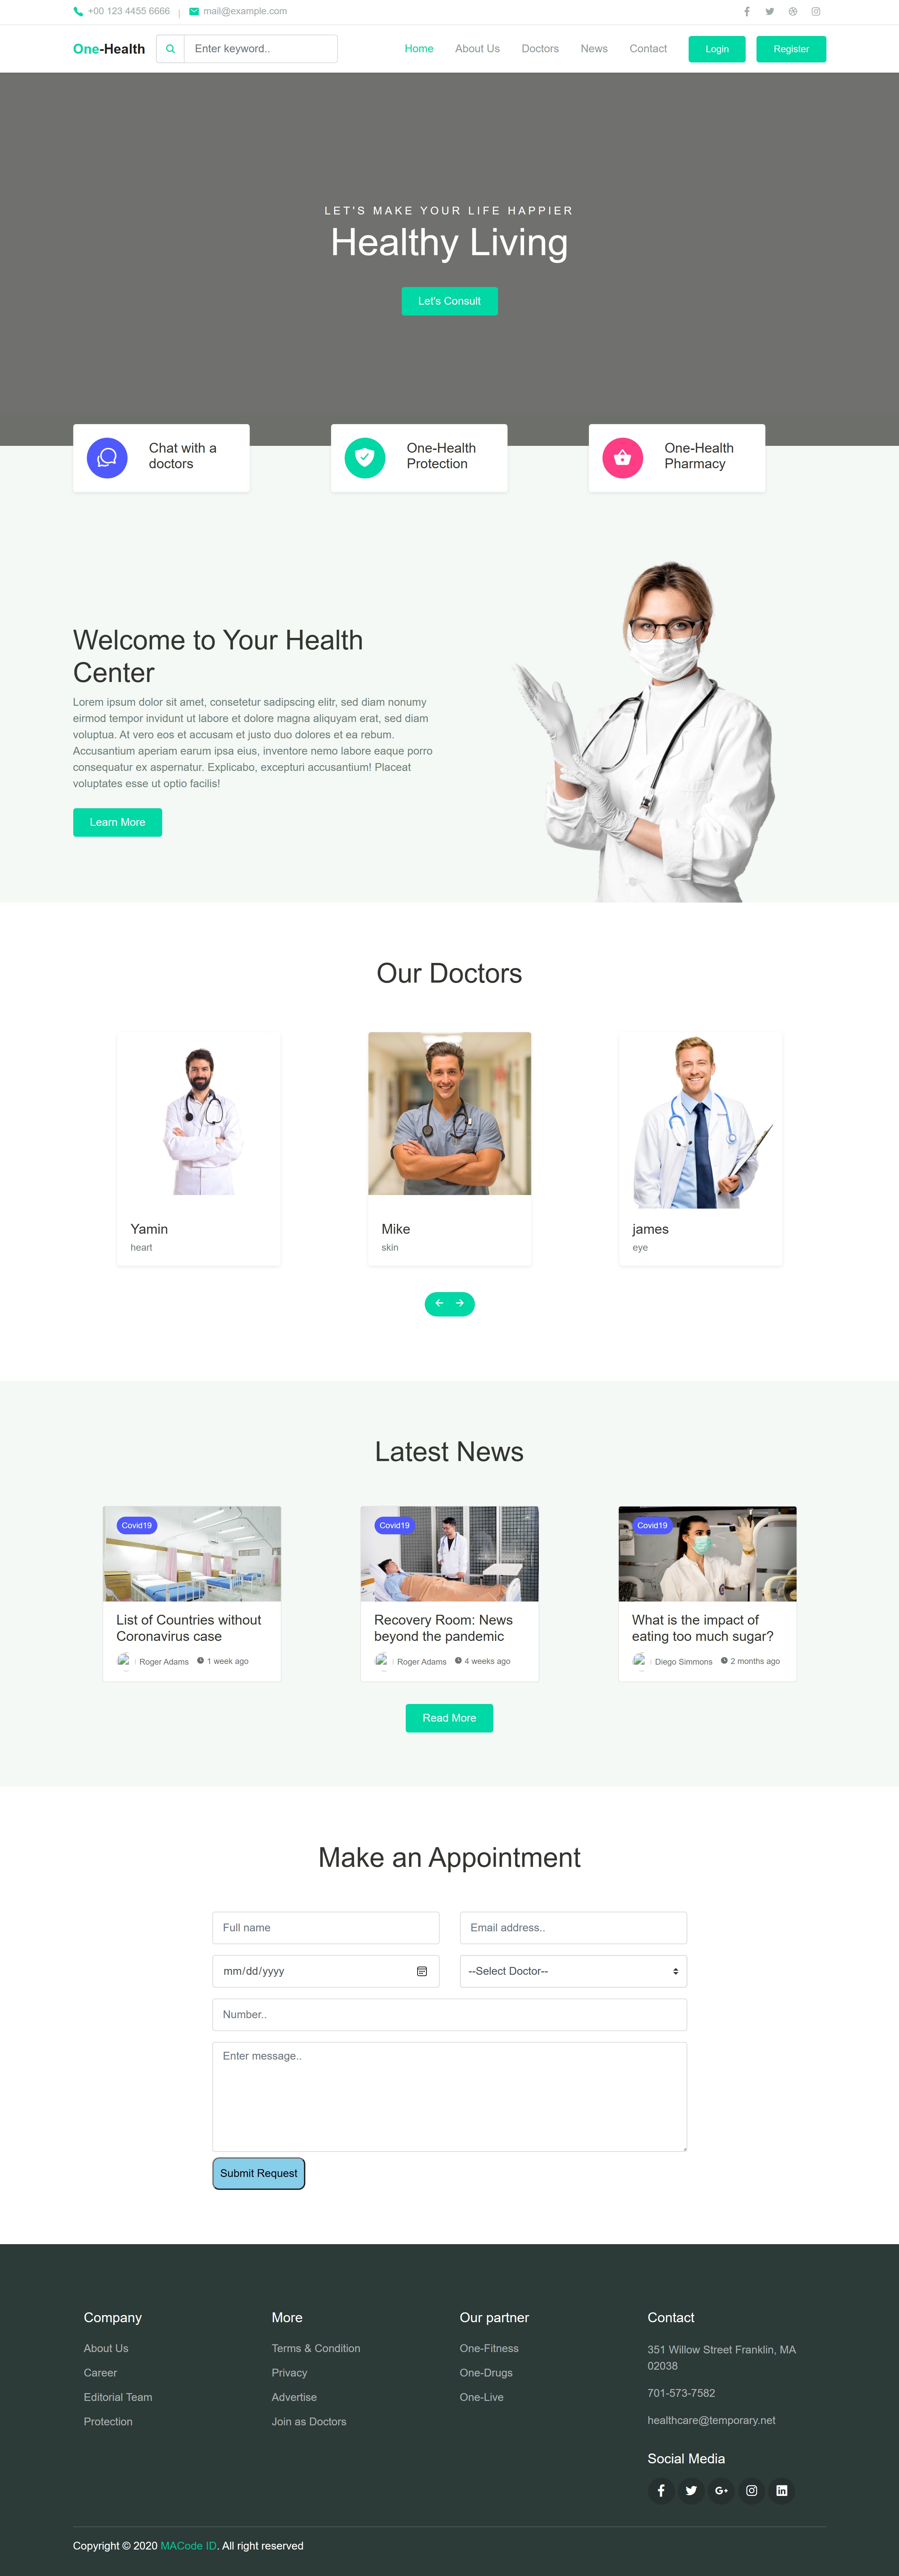 +00 123 4455 6666 | mail@example.com
One-Health
Enter keyword..
Home About Us Doctors News Contact Login Register
LET'S MAKE YOUR LIFE HAPPIER
Healthy Living
Let's Consult
Chat with a
doctors
One-Health
Protection
One-Health
Pharmacy
Welcome to Your Health
Center
Lorem ipsum dolor sit amet, consetetur sadipscing elitr, sed diam nonumy
eirmod tempor invidunt ut labore et dolore magna aliquyam erat, sed diam
voluptua. At vero eos et accusam et justo duo dolores et ea rebum.
Accusantium aperiam earum ipsa eius, inventore nemo labore eaque porro
consequatur ex aspernatur. Explicabo, excepturi accusantium! Placeat
voluptates esse ut optio facilis!
Learn More
Our Doctors
Yamin
heart
Mike
skin
james
eye
Latest News
Covid19
List of Countries without
Coronavirus case
Roger Adams 1 week ago
Covid19
Recovery Room: News
beyond the pandemic
Roger Adams 4 weeks ago
Covid19
What is the impact of
eating too much sugar?
Diego Simmons 2 months ago
Read More
Make an Appointment
Full name
Email address..
mm/dd/yyyy
--Select Doctor--
Number..
Enter message..
Submit Request
Company
About Us
Career
Editorial Team
Protection
More
Terms & Condition
Privacy
Advertise
Join as Doctors
Our partner
One-Fitness
One-Drugs
One-Live
Contact
351 Willow Street Franklin, MA
02038
701-573-7582
healthcare@temporary.net
Social Media
Copyright © 2020 MACode ID. All right reserved